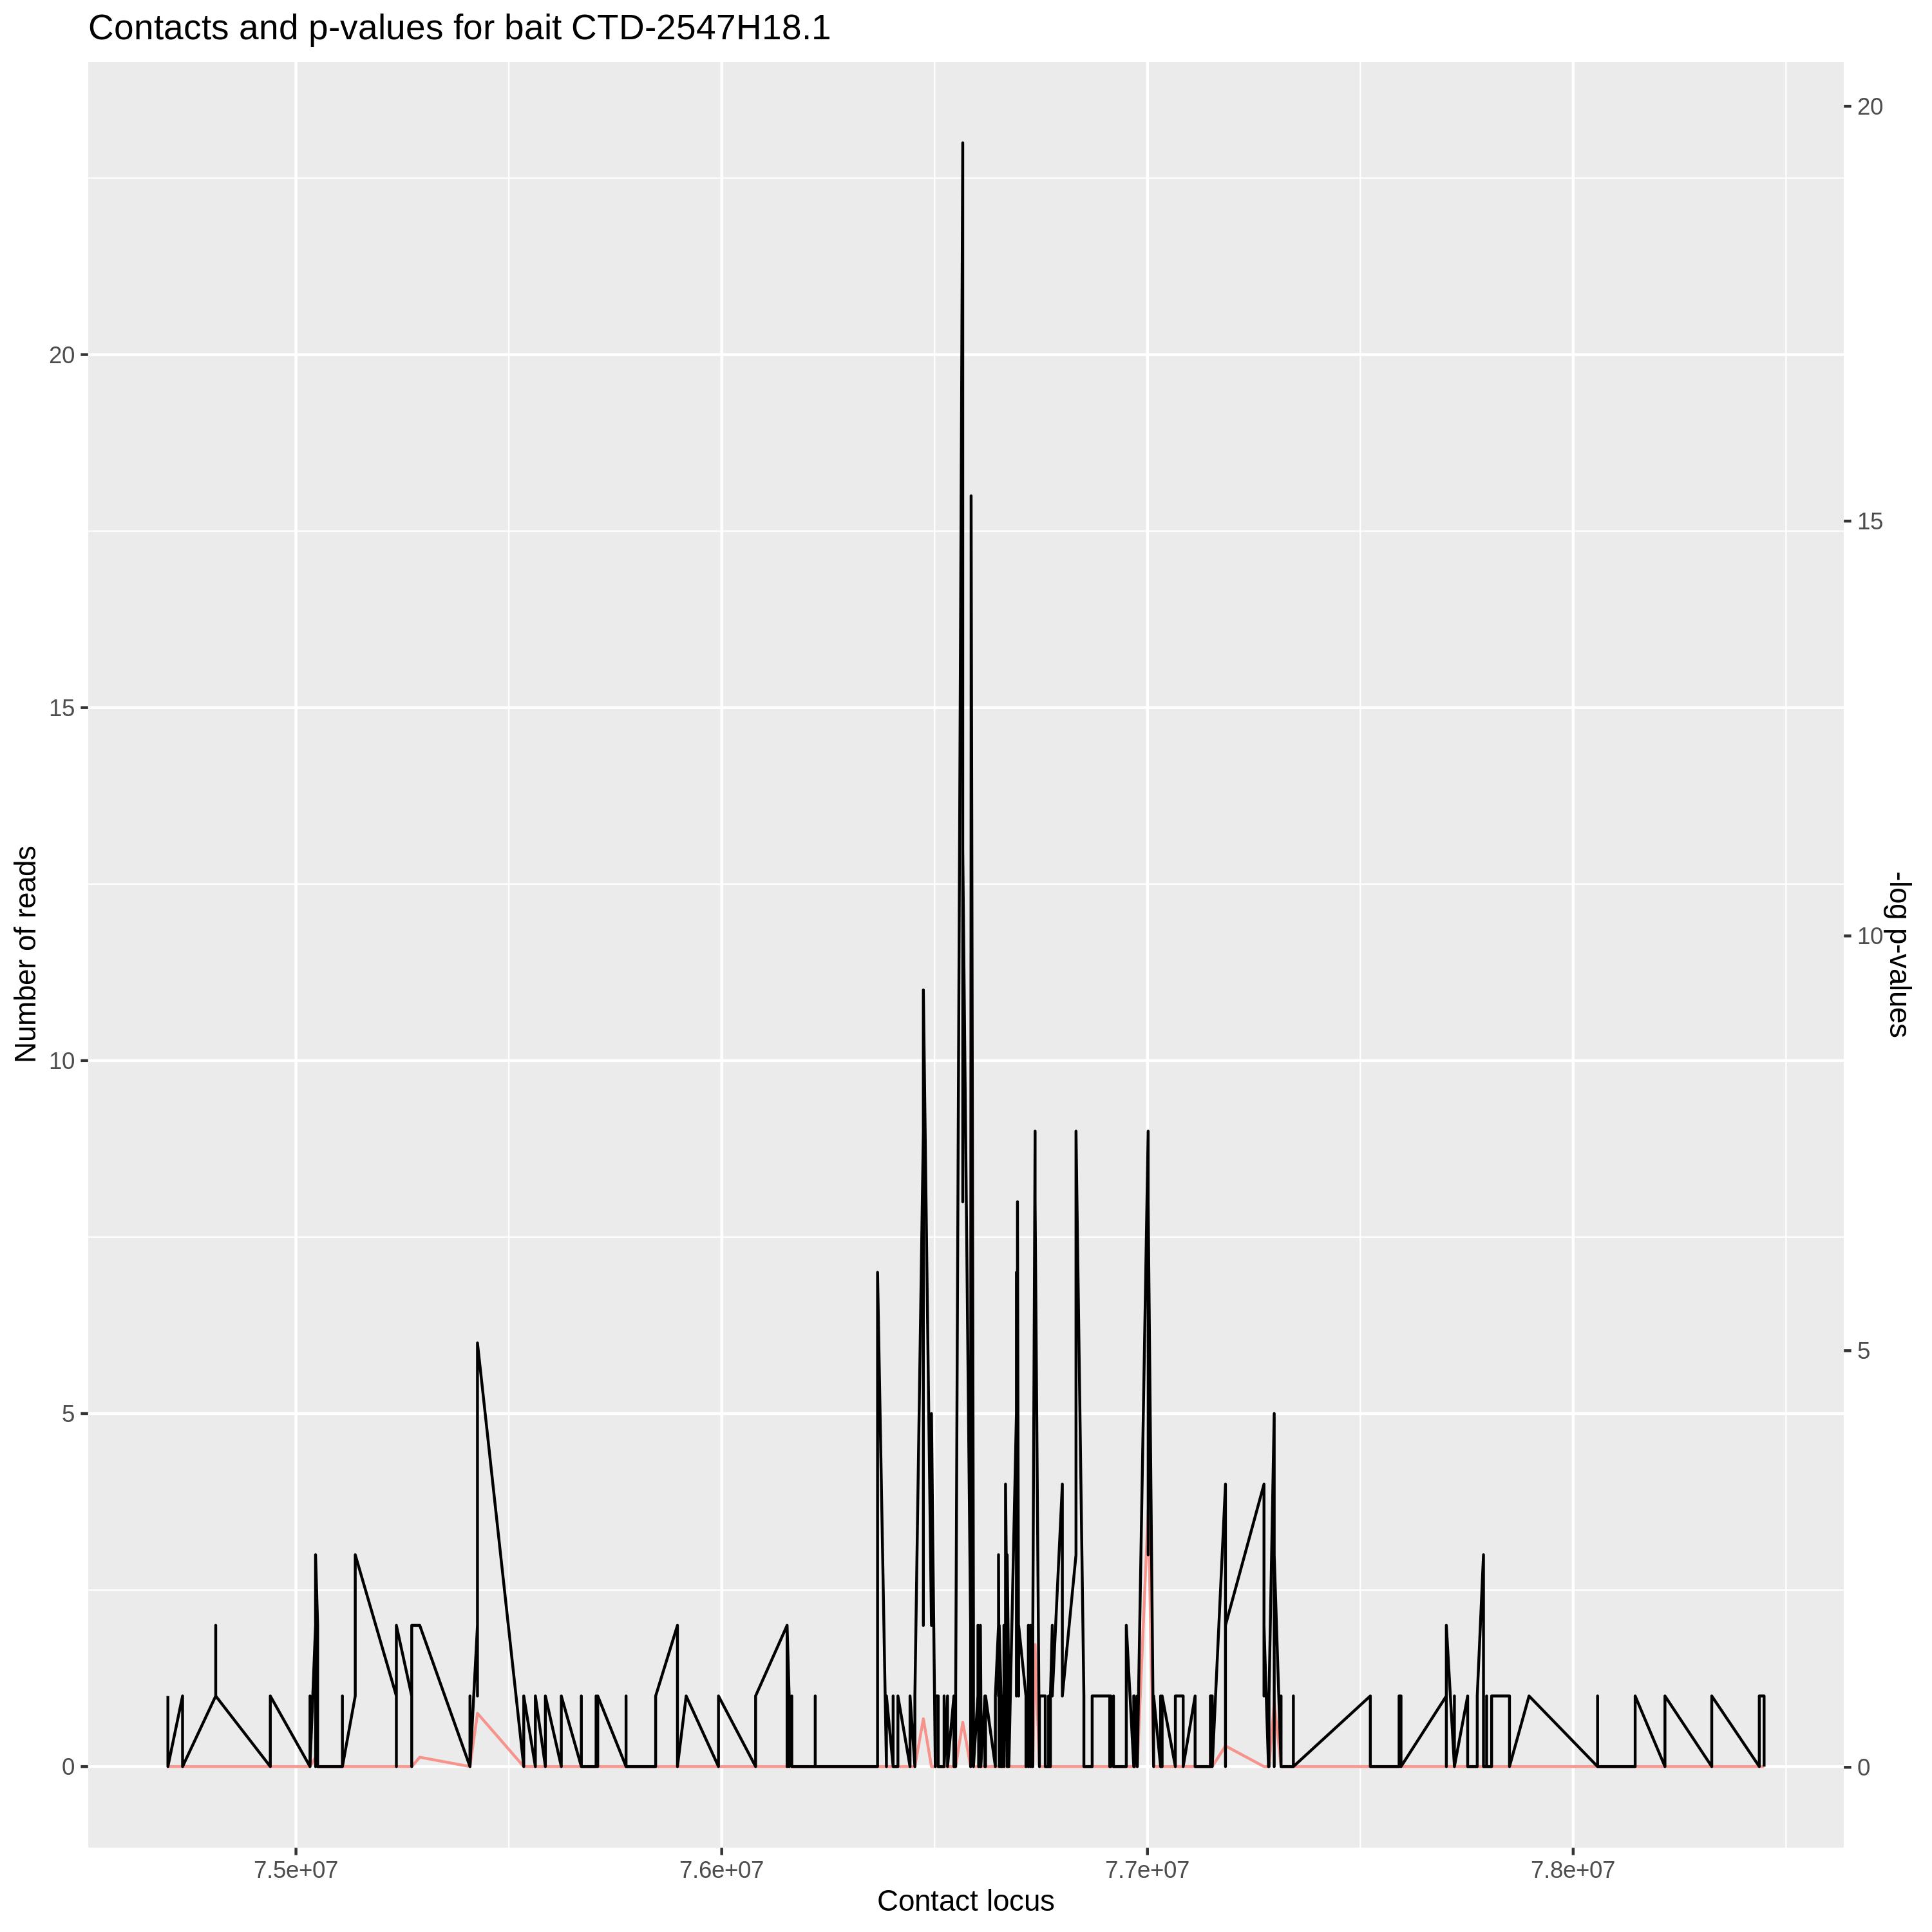 Contacts and p-values for bait CTD-2547H18.1
Number of reads
20
15
10
5
0
20
15
10
5
0
-log p-values
7.5e+07 7.6e+07 7.7e+07 7.8e+07
Contact locus